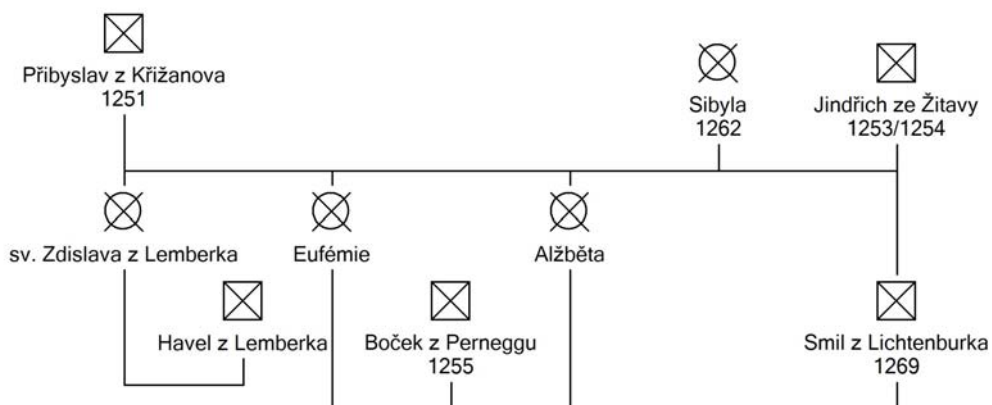 Přibyslav z Křižanova
1251
Sibyla
1262
Jindřich ze Žitavy
1253/1254
sv. Zdislava z Lemberka
Eufémie
Alžběta
Havel z Lemberka
Boček z Perneggu
1255
Smil z Lichtenburka
1269